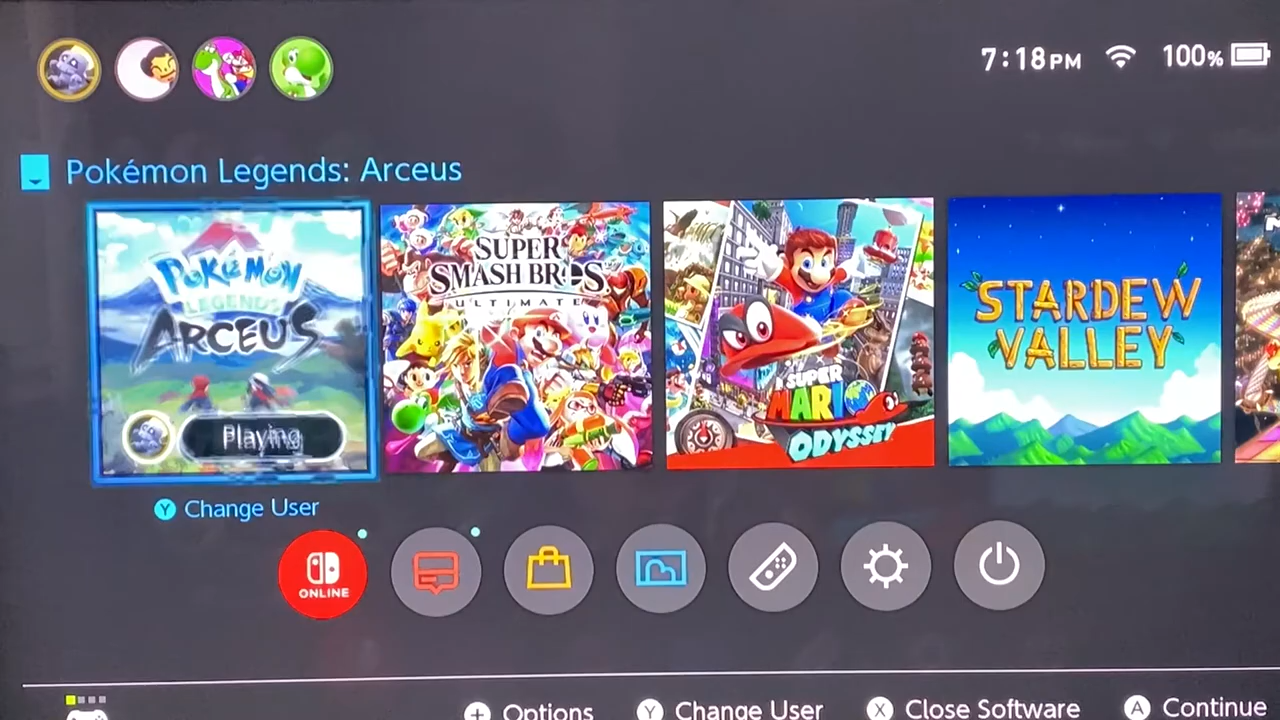 7:18PM 100%
Pokémon Legends: Arceus
POKÉMON
LEGENDS
ARCEUS
Playing
SUPER
SMASH BROS.
ULTIMATE
SUPER
MARIO
ODYSSEY
STARDEW
VALLEY
Y Change User
ONLINE
+ Options Y Change User X Close Software A Continue